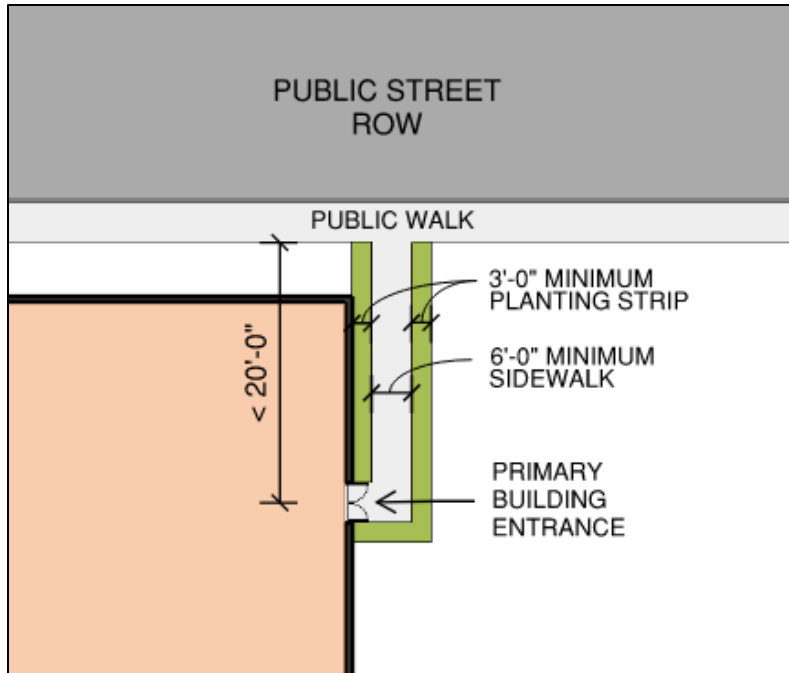 PUBLIC STREET
ROW
PUBLIC WALK
3'-0" MINIMUM
PLANTING STRIP
< 20'-0"
6'-0" MINIMUM
SIDEWALK
PRIMARY
BUILDING
ENTRANCE